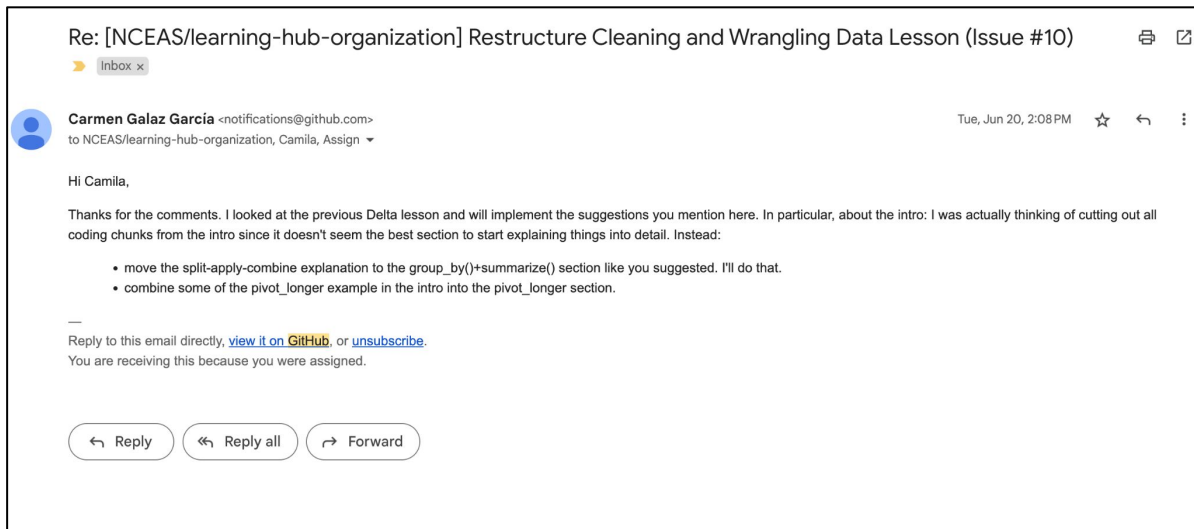 Re: [NCEAS/learning-hub-organization] Restructure Cleaning and Wrangling Data Lesson (Issue #10)
Inbox ×
Carmen Galaz García <notifications@github.com>
Tue, Jun 20, 2:08 PM
to NCEAS/learning-hub-organization, Camila, Assign
Hi Camila,
Thanks for the comments. I looked at the previous Delta lesson and will implement the suggestions you mention here. In particular, about the intro: I was actually thinking of cutting out all
coding chunks from the intro since it doesn't seem the best section to start explaining things into detail. Instead:
• move the split-apply-combine explanation to the group_by()+summarize() section like you suggested. I'll do that.
• combine some of the pivot_longer example in the intro into the pivot_longer section.
—
Reply to this email directly, view it on GitHub, or unsubscribe.
You are receiving this because you were assigned.
Reply
Reply all
Forward